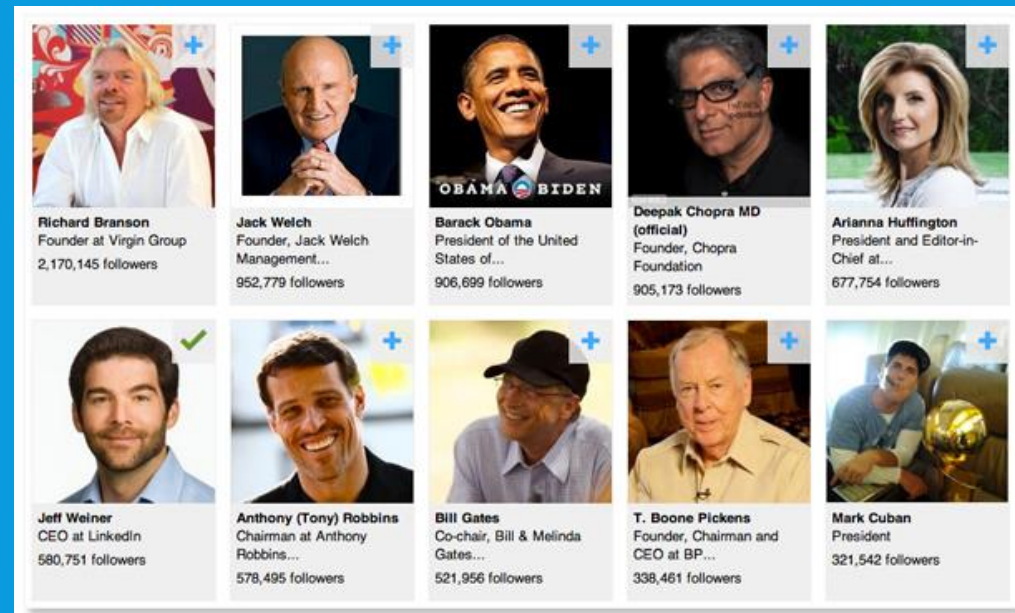 OBAMA BIDEN
Richard Branson
Founder at Virgin Group
2,170,145 followers
Jack Welch
Founder, Jack Welch
Management...
952,779 followers
Barack Obama
President of the United
States of...
906,699 followers
Deepak Chopra MD
(official)
Founder, Chopra
Foundation
905,173 followers
Arianna Huffington
President and Editor-in-
Chief at...
677,754 followers
Jeff Weiner
CEO at LinkedIn
580,751 followers
Anthony (Tony) Robbins
Chairman at Anthony
Robbins...
578,495 followers
Bill Gates
Co-chair, Bill & Melinda
Gates...
521,956 followers
T. Boone Pickens
Founder, Chairman and
CEO at BP...
338,461 followers
Mark Cuban
President
321,542 followers